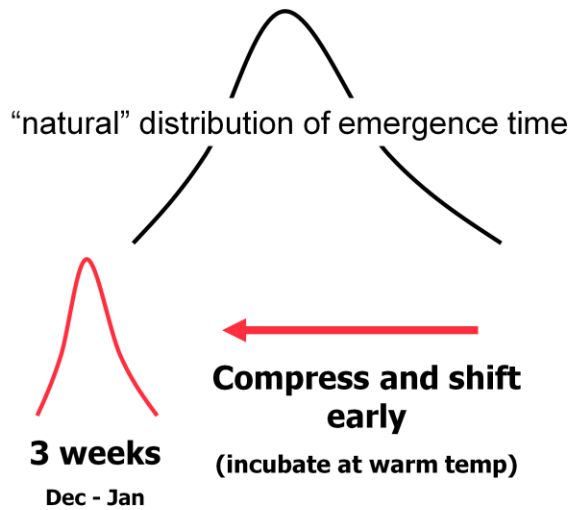 “natural” distribution of emergence time
Compress and shift
early
(incubate at warm temp)
3 weeks
Dec - Jan